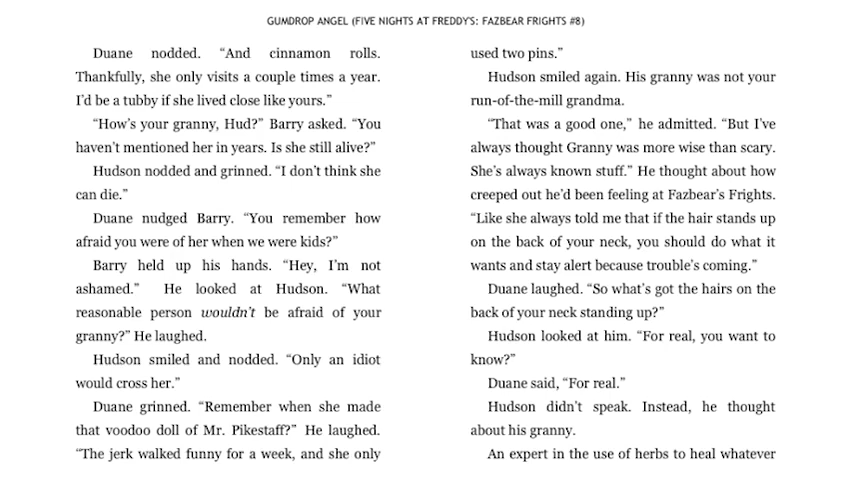 GUMDROP ANGEL (FIVE NIGHTS AT FREDDY'S: FAZBEAR FRIGHTS #8)
Duane nodded. “And cinnamon rolls.
Thankfully, she only visits a couple times a year.
I’d be a tubby if she lived close like yours.”
“How’s your granny, Hud?” Barry asked. “You
haven’t mentioned her in years. Is she still alive?”
Hudson nodded and grinned. “I don’t think she
can die.”
Duane nudged Barry. “You remember how
afraid you were of her when we were kids?”
Barry held up his hands. “Hey, I’m not
ashamed.” He looked at Hudson. “What
reasonable person wouldn’t be afraid of your
granny?” He laughed.
Hudson smiled and nodded. “Only an idiot
would cross her.”
Duane grinned. “Remember when she made
that voodoo doll of Mr. Pikestaff?” He laughed.
“The jerk walked funny for a week, and she only
used two pins.”
Hudson smiled again. His granny was not your
run-of-the-mill grandma.
“That was a good one,” he admitted. “But I’ve
always thought Granny was more wise than scary.
She’s always known stuff.” He thought about how
creeped out he’d been feeling at Fazbear’s Frights.
“Like she always told me that if the hair stands up
on the back of your neck, you should do what it
wants and stay alert because trouble’s coming.”
Duane laughed. “So what’s got the hairs on the
back of your neck standing up?”
Hudson looked at him. “For real, you want to
know?”
Duane said, “For real.”
Hudson didn’t speak. Instead, he thought
about his granny.
An expert in the use of herbs to heal whatever